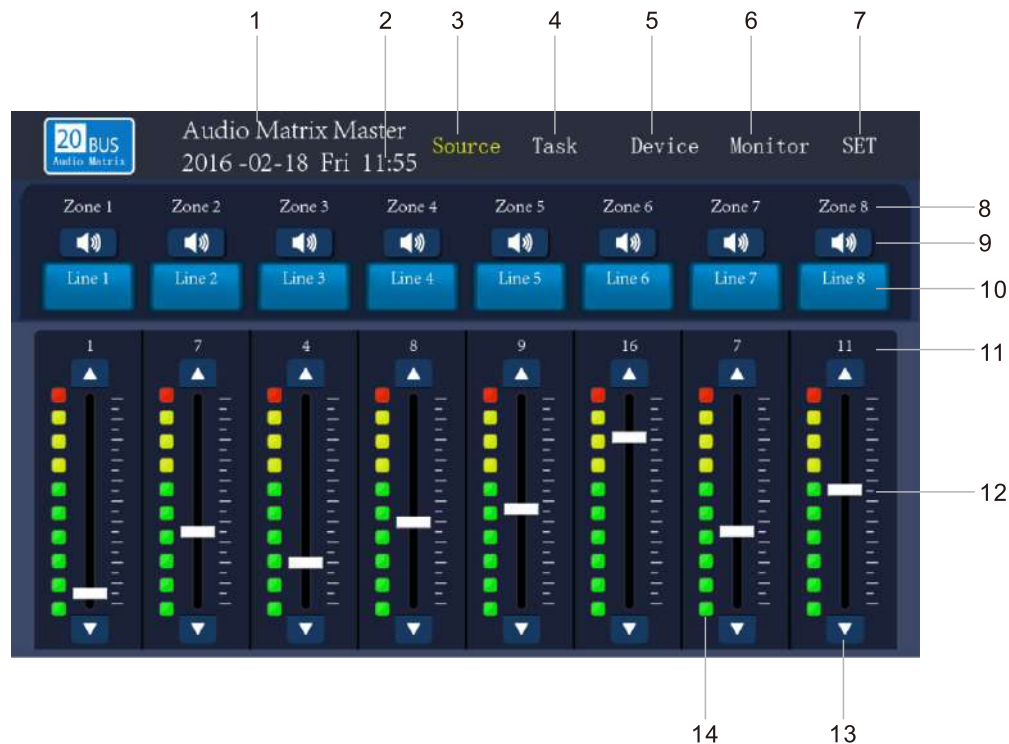 1 2 3 4 5 6 7
20 BUS
Audio Matrix
Audio Matrix Master
2016 -02-18 Fri 11:55
Source Task Device Monitor SET
Zone 1 Zone 2 Zone 3 Zone 4 Zone 5 Zone 6 Zone 7 Zone 8 8
9
Line 1 Line 2 Line 3 Line 4 Line 5 Line 6 Line 7 Line 8 10
1 7 4 8 9 16 7 11 11
12
14 13